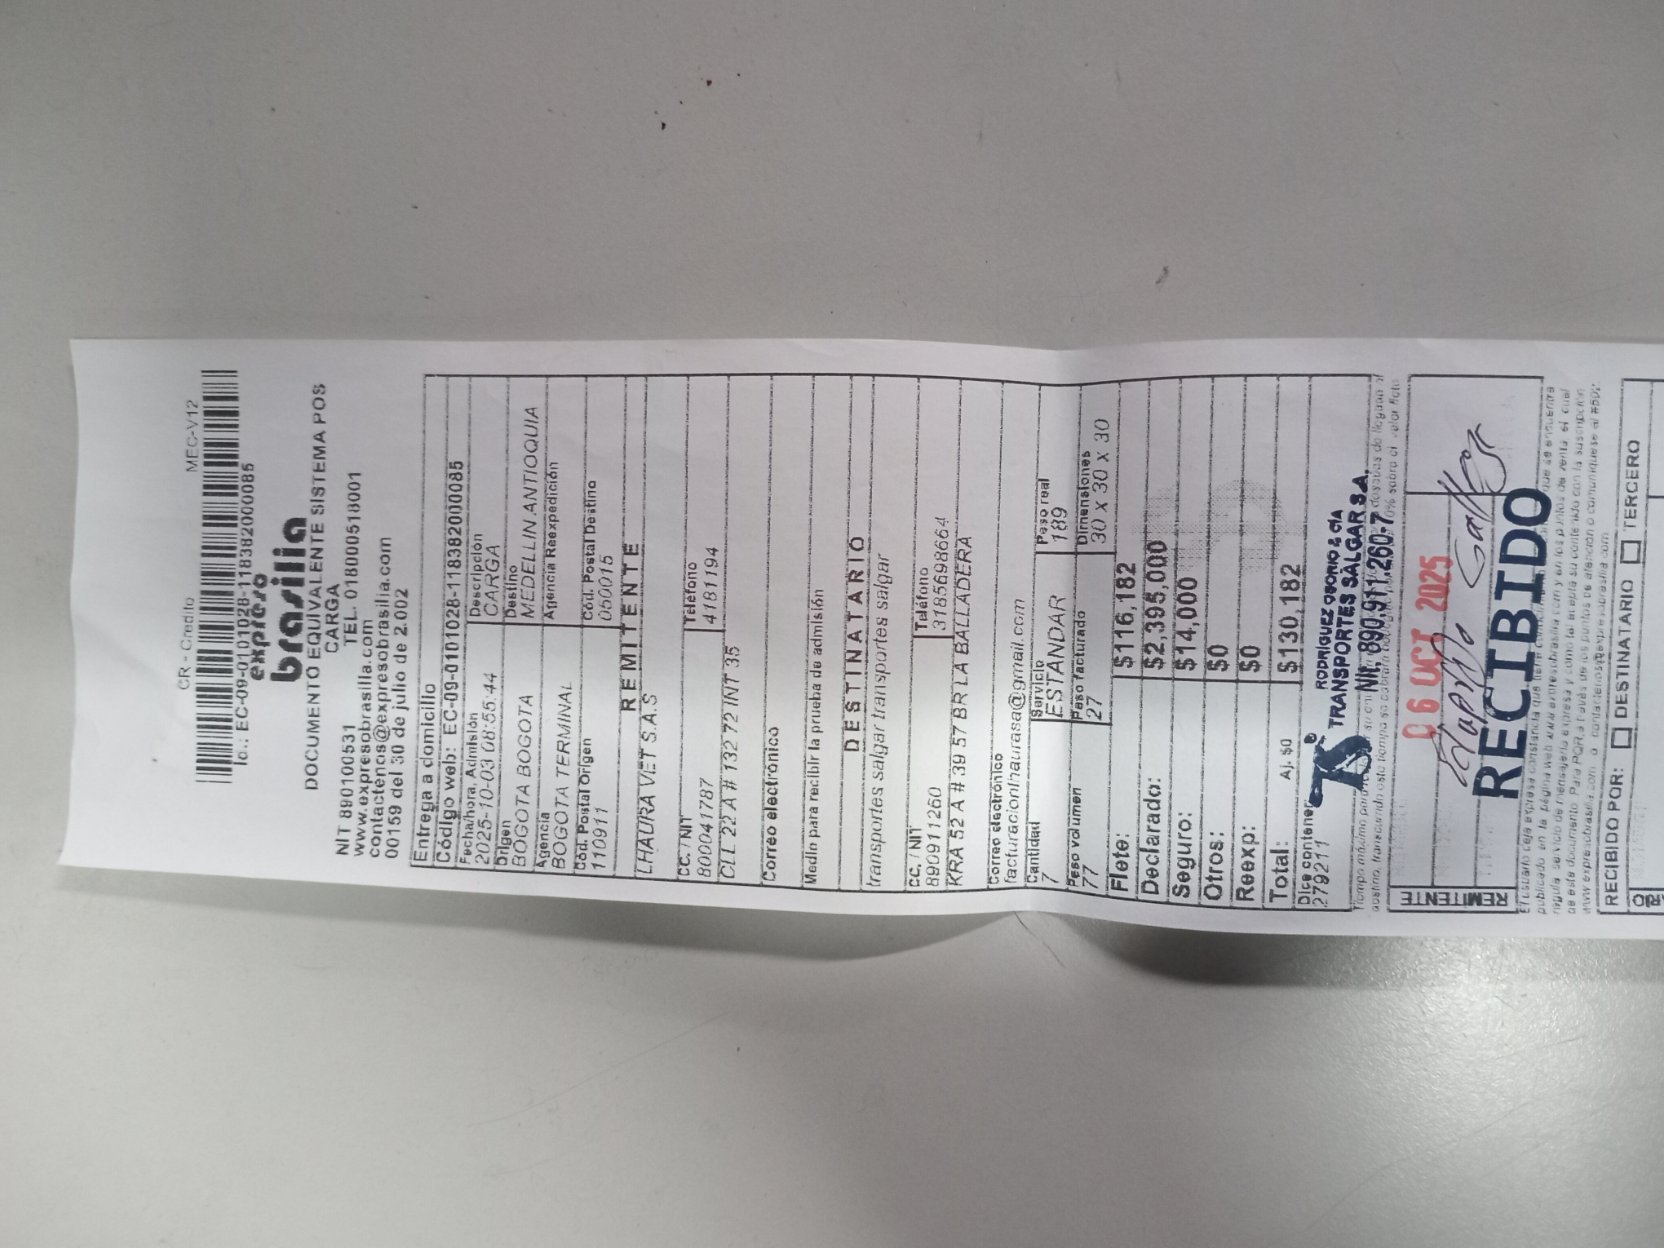 CR - Credito MEC-V12
Id.: EC-09-0101028-1183820000085
expreso
brasilia
DOCUMENTO EQUIVALENTE SISTEMA POS
CARGA
NIT 890100531 TEL. 018000518001
www.expresobrasilia.com
contactenos@expresobrasilia.com
00159 del 30 de julio de 2.002
Entrega a domicilio
Código web: EC-09-0101028-1183820000085
Fecha/hora. Admisión Descripción
2025-10-03 08:55:44 CARGA
Origen Destino
BOGOTA BOGOTA MEDELLIN ANTIOQUIA
Agencia Agencia Reexpedición
BOGOTA TERMINAL
Cód. Postal Origen Cód. Postal Destino
110911 050015
REMITENTE
LHAURA VET S.A.S
CC. / NIT Teléfono
800041787 4181194
CLL 22 A # 132 72 INT 35
Correo electrónico
Medio para recibir la prueba de admisión
DESTINATARIO
transportes salgar transportes salgar
CC. / NIT Teléfono
890911260 3185698664
KRA 52 A # 39 57 BR LA BALLADERA
Correo electrónico
facturacionlhaurasa@gmail.com
Cantidad Servicio Peso real
7 ESTANDAR 189
Peso volumen Peso facturado Dimensiones
77 27 30 x 30 x 30
Flete: $116,182
Declarado: $2,395,000
Seguro: $14,000
Otros: $0
Reexp: $0
Total: Aj. $0 $130,182
Dice contener
279211
RODRIGUEZ OSORIO & CIA
TRANSPORTES SALGAR S.A.
NIT. 890.911.260-7
06 OCT 2025
RECIBIDO
REMITENTE
RECIBIDO POR: DESTINATARIO TERCERO